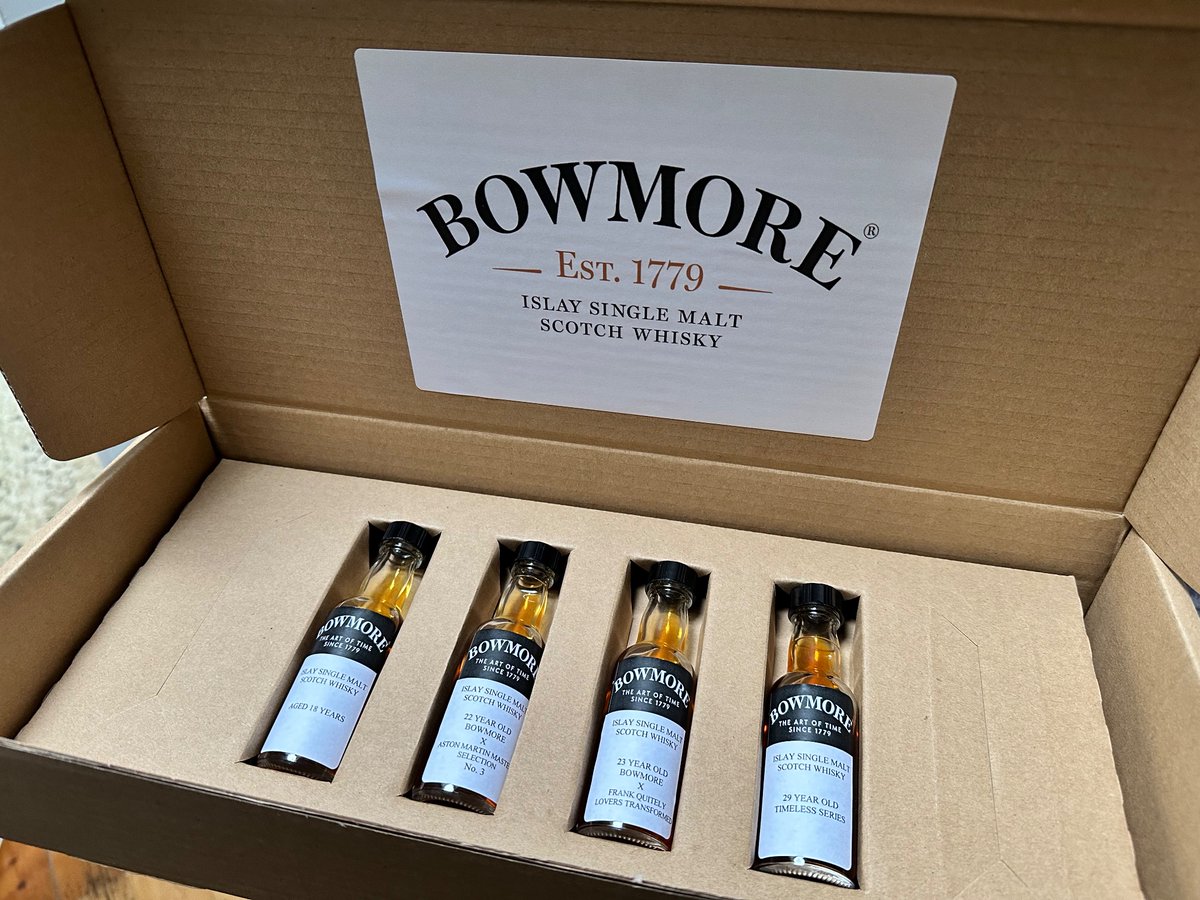 BOWMORE®
EST. 1779
ISLAY SINGLE MALT
SCOTCH WHISKY
BOWMORE
THE ART OF TIME
SINCE 1779
ISLAY SINGLE MALT
SCOTCH WHISKY
AGED 18 YEARS
BOWMORE
THE ART OF TIME
SINCE 1779
ISLAY SINGLE MALT
SCOTCH WHISKY
22 YEAR OLD
BOWMORE
X
ASTON MARTIN MASTE
SELECTION
No. 3
BOWMORE
THE ART OF TIME
SINCE 1779
ISLAY SINGLE MALT
SCOTCH WHISKY
23 YEAR OLD
BOWMORE
X
FRANK QUITELY
LOVERS TRANSFORMED
BOWMORE
THE ART OF TIME
SINCE 1779
ISLAY SINGLE MALT
SCOTCH WHISKY
29 YEAR OLD
TIMELESS SERIES